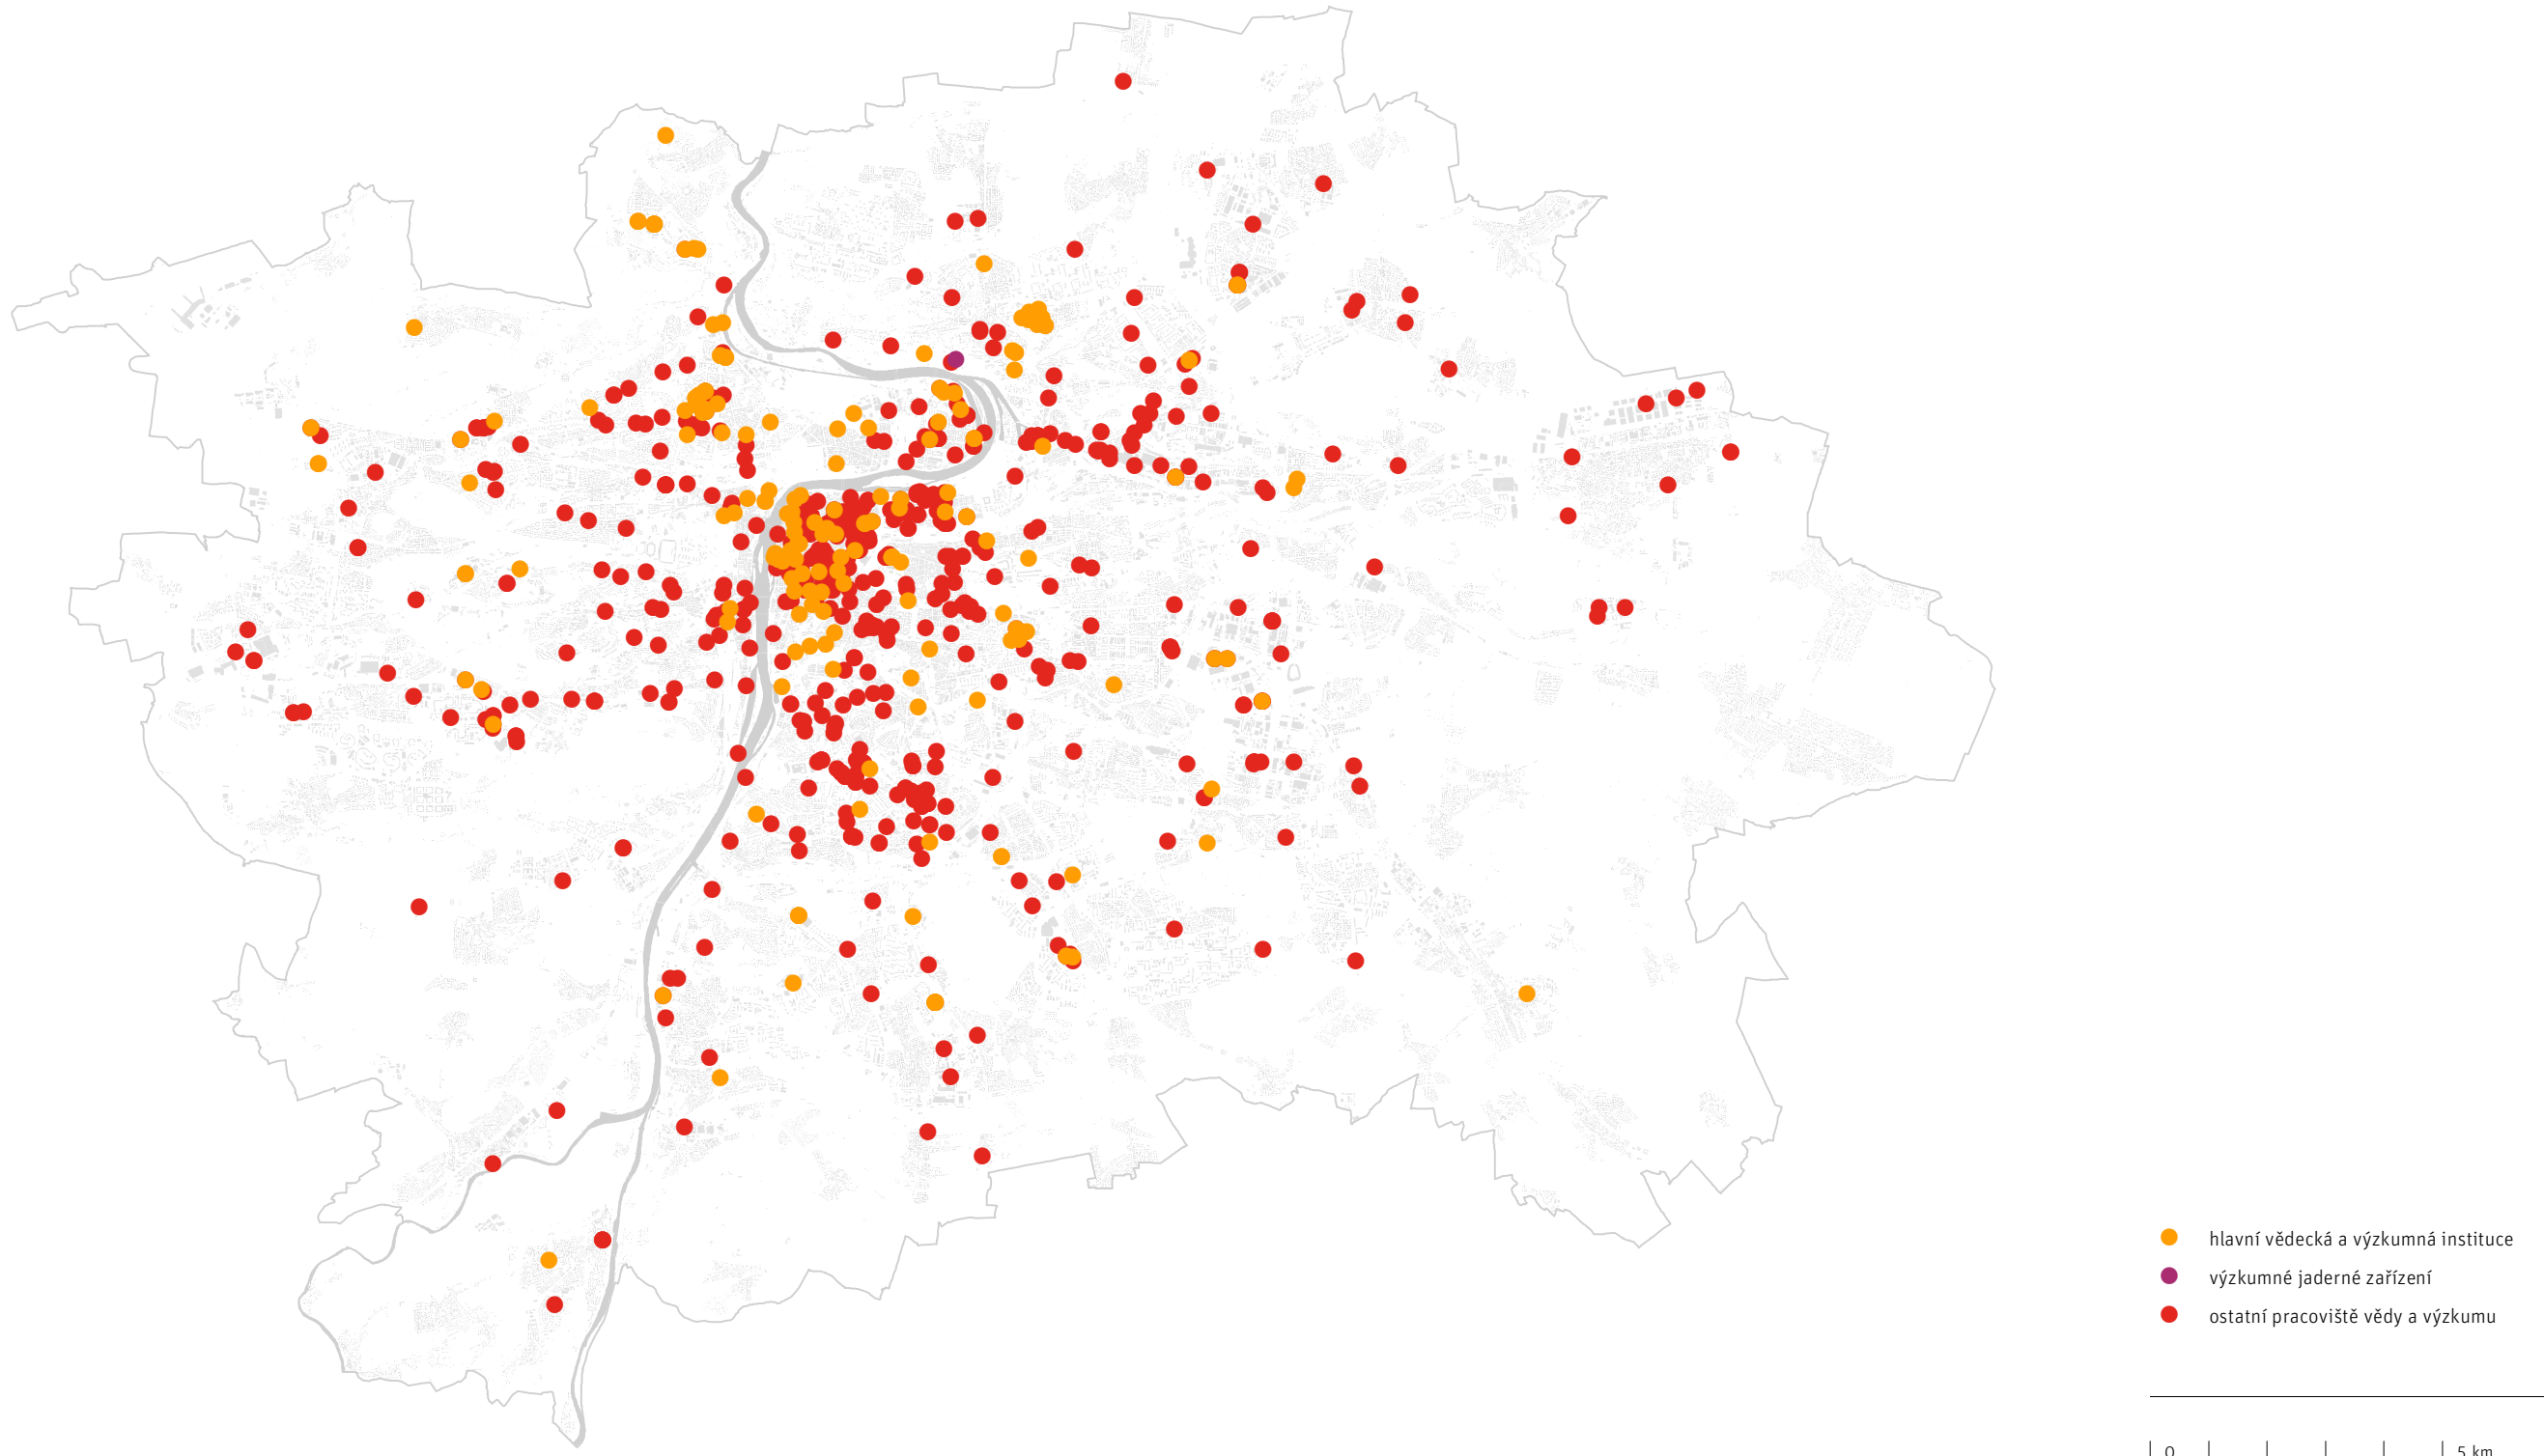 hlavní vědecká a výzkumná instituce
výzkumné jaderné zařízení
ostatní pracoviště vědy a výzkumu
0 5 km